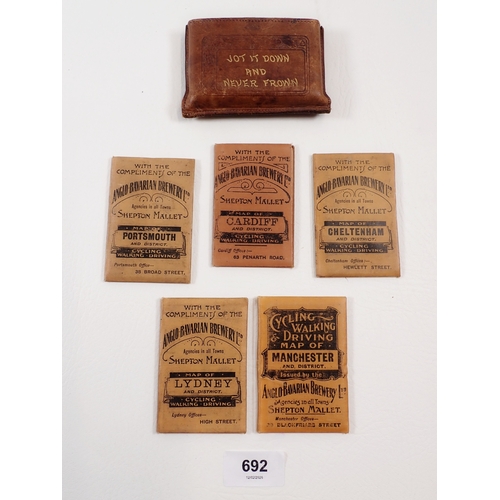 JOT IT DOWN
AND
NEVER FROWN
WITH THE
COMPLIMENTS OF THE
ANGLO-BAVARIAN BREWERY Ltd
Agencies in all Towns
SHEPTON MALLET
MAP OF
PORTSMOUTH
AND DISTRICT.
CYCLING
WALKING·DRIVING
Portsmouth Office—
35 BROAD STREET.
WITH THE
COMPLIMENTS OF THE
ANGLO-BAVARIAN BREWERY Ltd
SHEPTON MALLET
MAP OF
CARDIFF
AND DISTRICT.
CYCLING
WALKING·DRIVING
Cardiff Office—
PENARTH ROAD.
WITH THE
COMPLIMENTS OF THE
ANGLO-BAVARIAN BREWERY Ltd
Agencies in all Towns
SHEPTON MALLET
MAP OF
CHELTENHAM
AND DISTRICT.
CYCLING
WALKING·DRIVING
Cheltenham Office—
HEWLETT STREET.
WITH THE
COMPLIMENTS OF THE
ANGLO-BAVARIAN BREWERY Ltd
Agencies in all Towns
SHEPTON MALLET
MAP OF
LYDNEY
AND DISTRICT.
CYCLING
WALKING·DRIVING
Lydney Office—
HIGH STREET.
CYCLING
WALKING
& DRIVING
MAP OF
MANCHESTER
AND DISTRICT.
Issued by the
ANGLO BAVARIAN BREWERY Ltd
Agencies in all Towns
SHEPTON MALLET.
Manchester Office—
BLACKFRIARS STREET
692